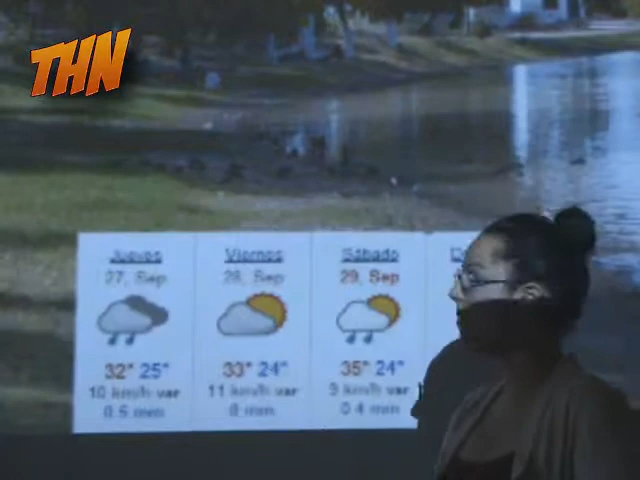 THN
Jueves
27, Sep
32° 25°
10 km/h var
0.5 mm
Viernes
28, Sep
33° 24°
11 km/h var
0 mm
Sábado
29, Sep
35° 24°
9 km/h var
0.4 mm